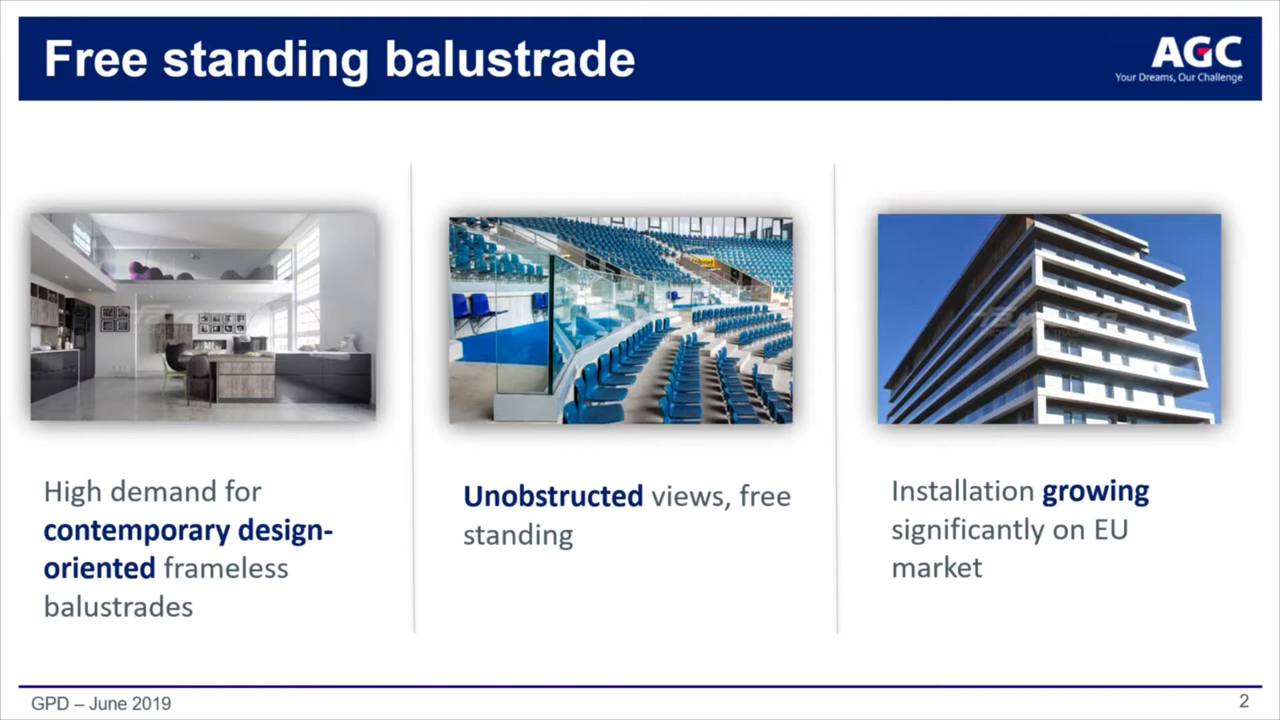 Free standing balustrade
AGC
Your Dreams, Our Challenge
High demand for
contemporary design-
oriented frameless
balustrades
Unobstructed views, free
standing
Installation growing
significantly on EU
market
GPD – June 2019
2